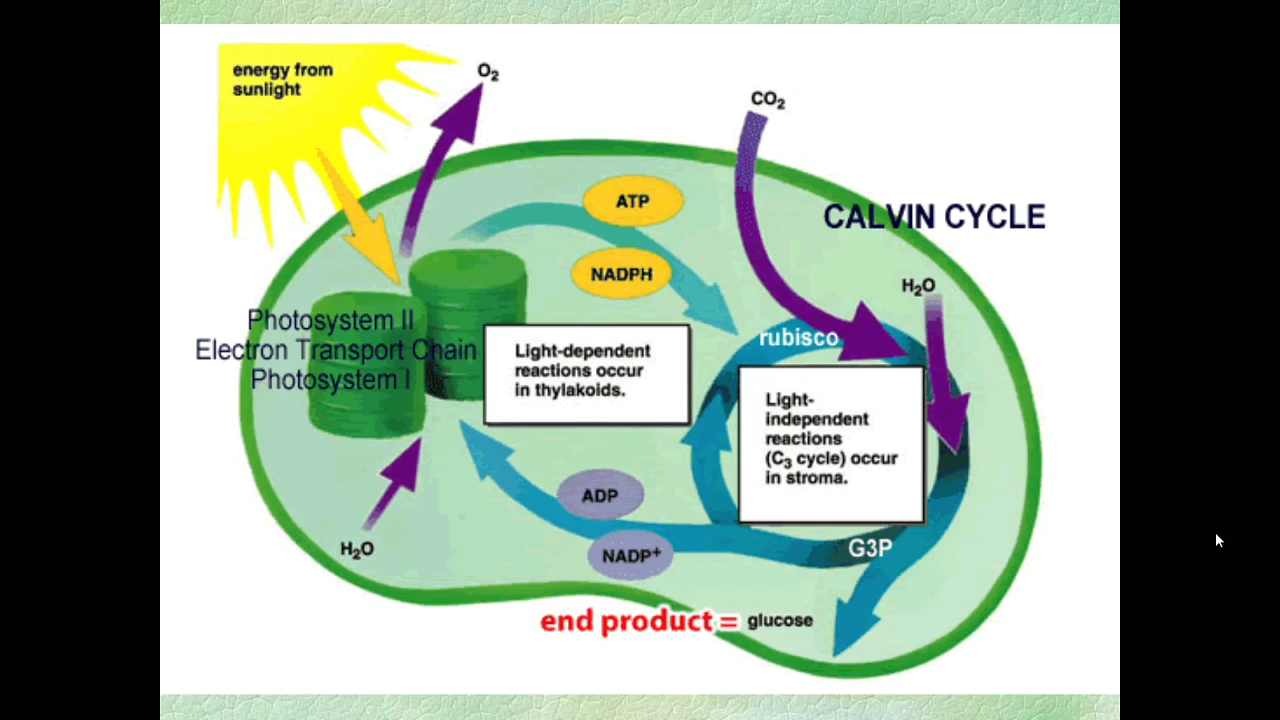 energy from
sunlight
O₂
CO₂
ATP
CALVIN CYCLE
NADPH
H₂O
Photosystem II
Electron Transport Chain
Photosystem I
rubisco
Light-dependent
reactions occur
in thylakoids.
Light-
independent
reactions
(C₃ cycle) occur
in stroma.
ADP
H₂O
NADP⁺
G3P
end product = glucose